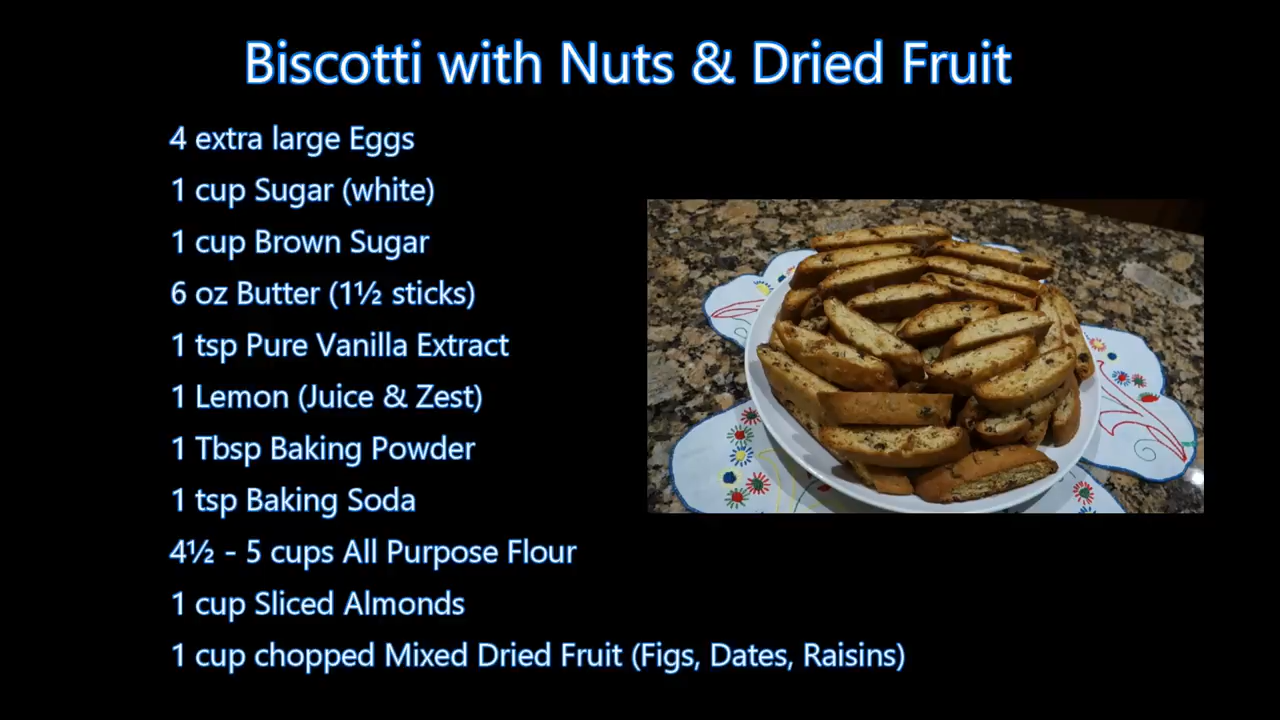 Biscotti with Nuts & Dried Fruit
4 extra large Eggs
1 cup Sugar (white)
1 cup Brown Sugar
6 oz Butter (1½ sticks)
1 tsp Pure Vanilla Extract
1 Lemon (Juice & Zest)
1 Tbsp Baking Powder
1 tsp Baking Soda
4½ - 5 cups All Purpose Flour
1 cup Sliced Almonds
1 cup chopped Mixed Dried Fruit (Figs, Dates, Raisins)